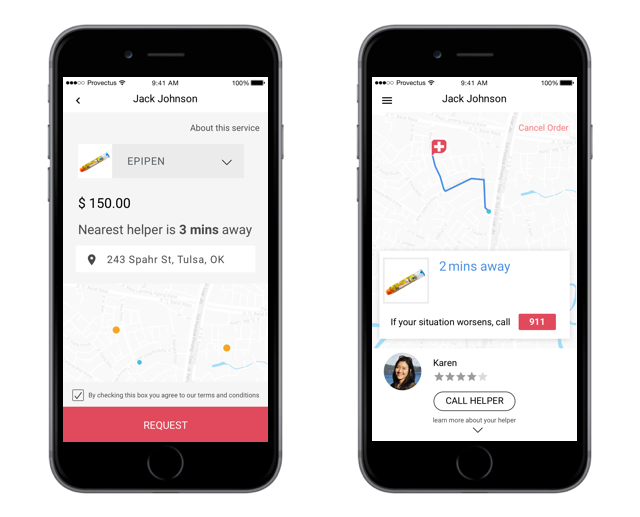 Provectus
9:41 AM
100%
Jack Johnson
About this service
EPIPEN
$ 150.00
Nearest helper is 3 mins away
243 Spahr St, Tulsa, OK
By checking this box you agree to our terms and conditions
REQUEST
Provectus
9:41 AM
100%
Jack Johnson
Cancel Order
2 mins away
If your situation worsens, call 911
Karen
CALL HELPER
learn more about your helper